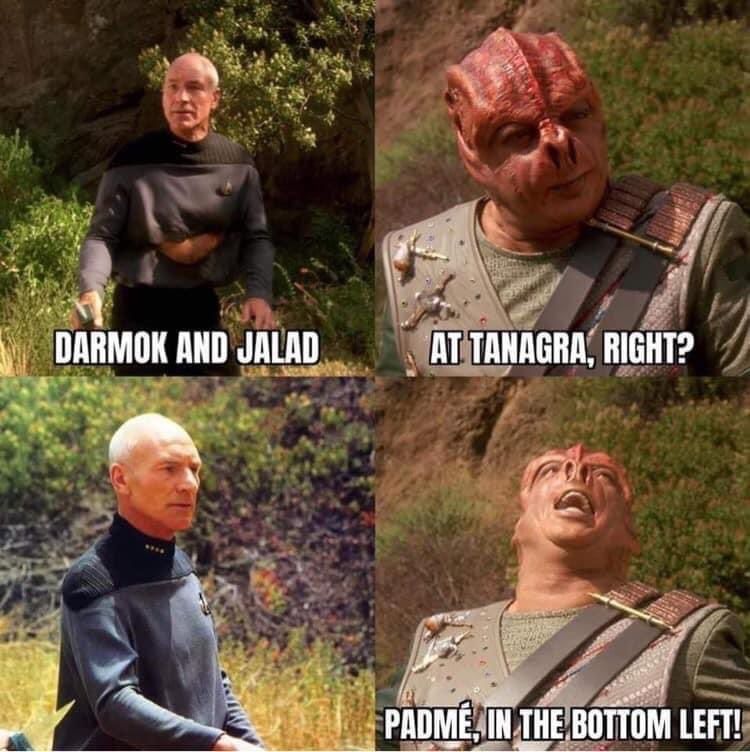 DARMOK AND JALAD
AT TANAGRA, RIGHT?
PADMÉ, IN THE BOTTOM LEFT!